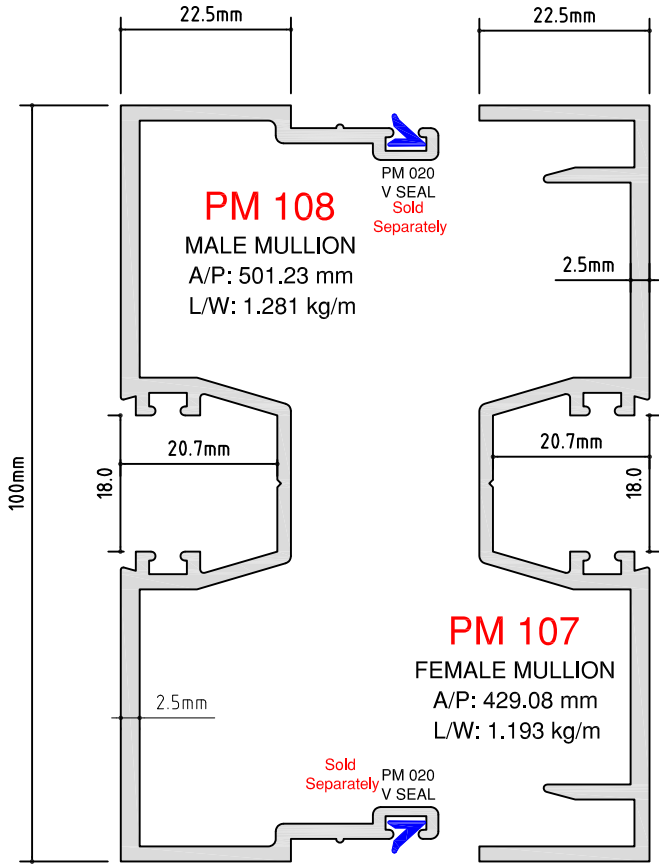 22.5mm
22.5mm
PM 020
V SEAL
Sold
Separately
PM 108
MALE MULLION
A/P: 501.23 mm
L/W: 1.281 kg/m
2.5mm
100mm
18.0
20.7mm
20.7mm
18.0
PM 107
FEMALE MULLION
A/P: 429.08 mm
L/W: 1.193 kg/m
2.5mm
Sold
Separately
PM 020
V SEAL